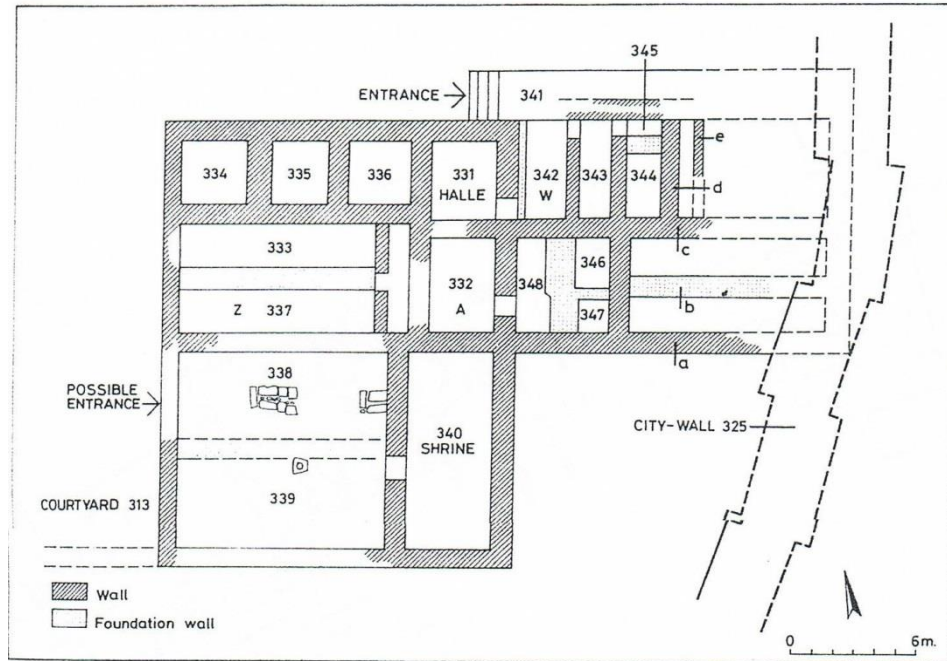 345
ENTRANCE
341
e
334
335
336
331
HALLE
342
W
343
344
d
333
c
332
A
348
346
Z 337
347
b
338
a
POSSIBLE
ENTRANCE
340
SHRINE
CITY-WALL 325
339
COURTYARD 313
Wall
Foundation wall
0 6m.